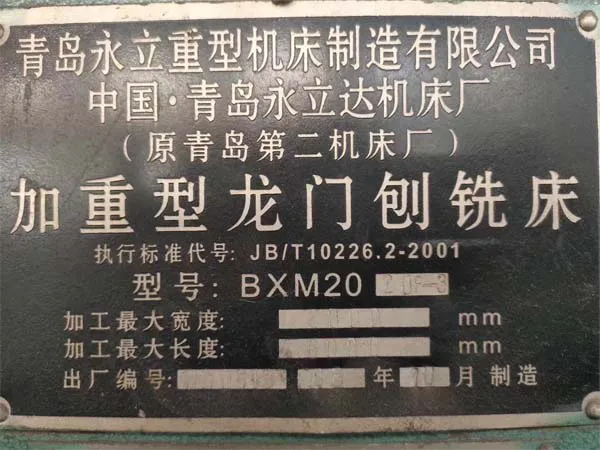 青岛永立重型机床制造有限公司
中国·青岛永立达机床厂
(原青岛第二机床厂)
加重型龙门刨铣床
执行标准代号: JB/T10226.2-2001
型号: BXM20 20F-3
加工最大宽度: mm
加工最大长度: mm
出厂编号: 年 10 月 制造